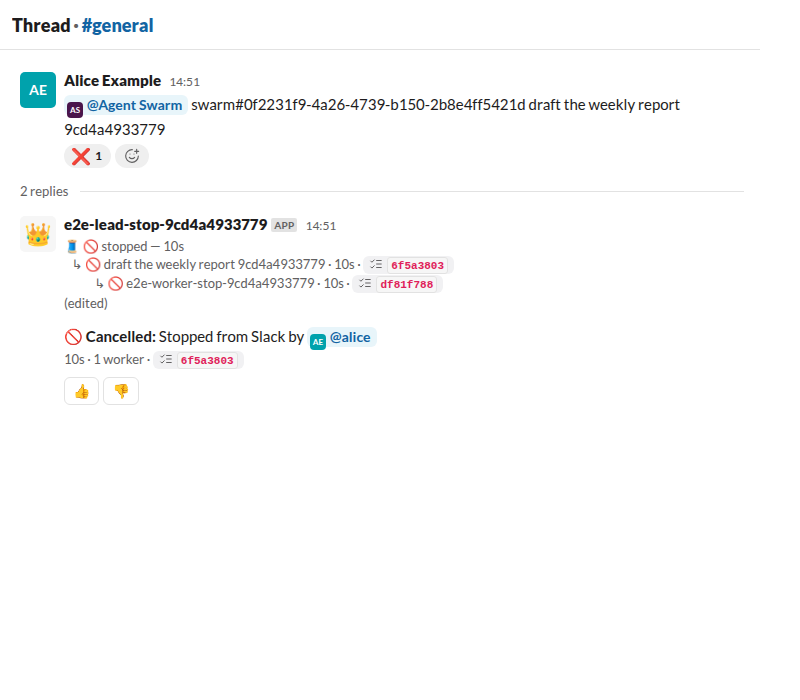 Thread • #general
AE
Alice Example 14:51
AS @Agent Swarm swarm#0f2231f9-4a26-4739-b150-2b8e4ff5421d draft the weekly report
9cd4a4933779
❌ 1
2 replies
e2e-lead-stop-9cd4a4933779 APP 14:51
🧵 🚫 stopped — 10s
↳ 🚫 draft the weekly report 9cd4a4933779 · 10s · 6f5a3803
↳ 🚫 e2e-worker-stop-9cd4a4933779 · 10s · df81f788
(edited)
🚫 Cancelled: Stopped from Slack by AE @alice
10s · 1 worker · 6f5a3803
👍 👎